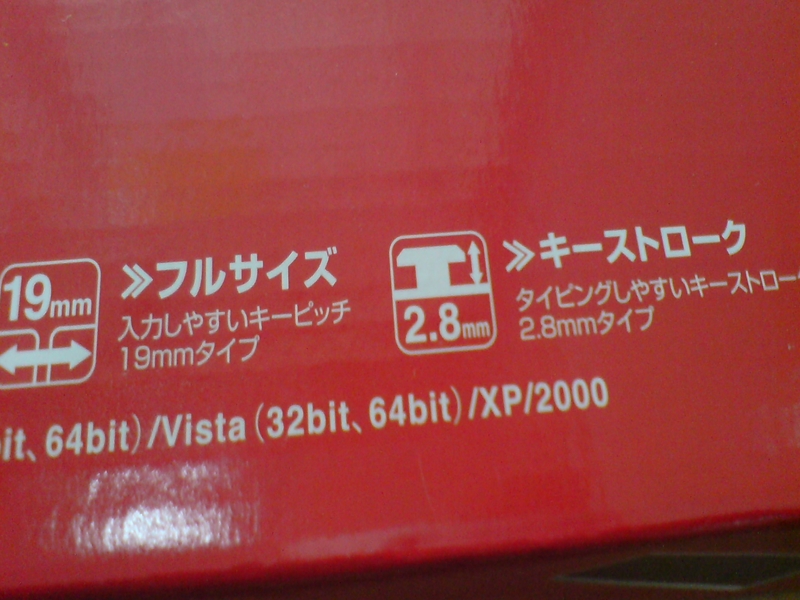 19mm
≫フルサイズ
入力しやすいキーピッチ
19mmタイプ
2.8mm
≫キーストローク
タイピングしやすいキーストローク
2.8mmタイプ
bit、64bit)/Vista(32bit、64bit)/XP/2000